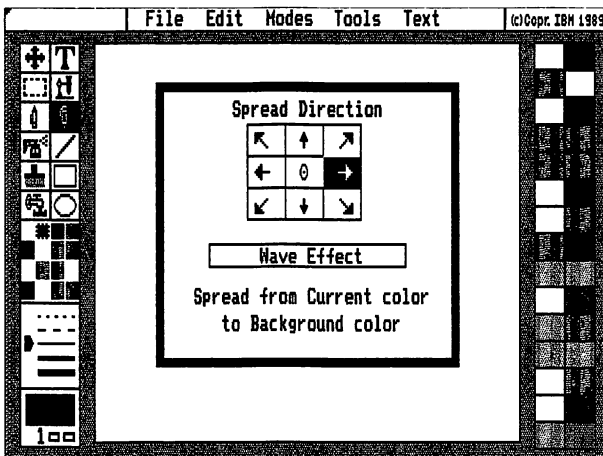 File Edit Modes Tools Text (c)Copr. IBM 1989
T
Spread Direction
Wave Effect
Spread from Current color
to Background color
1